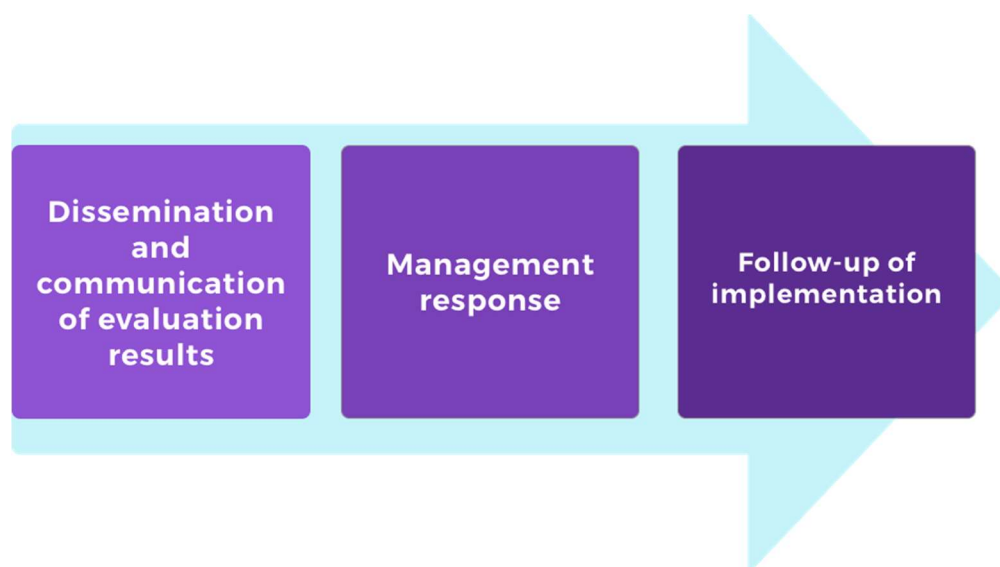 Dissemination
and
communication
of evaluation
results
Management
response
Follow-up of
implementation